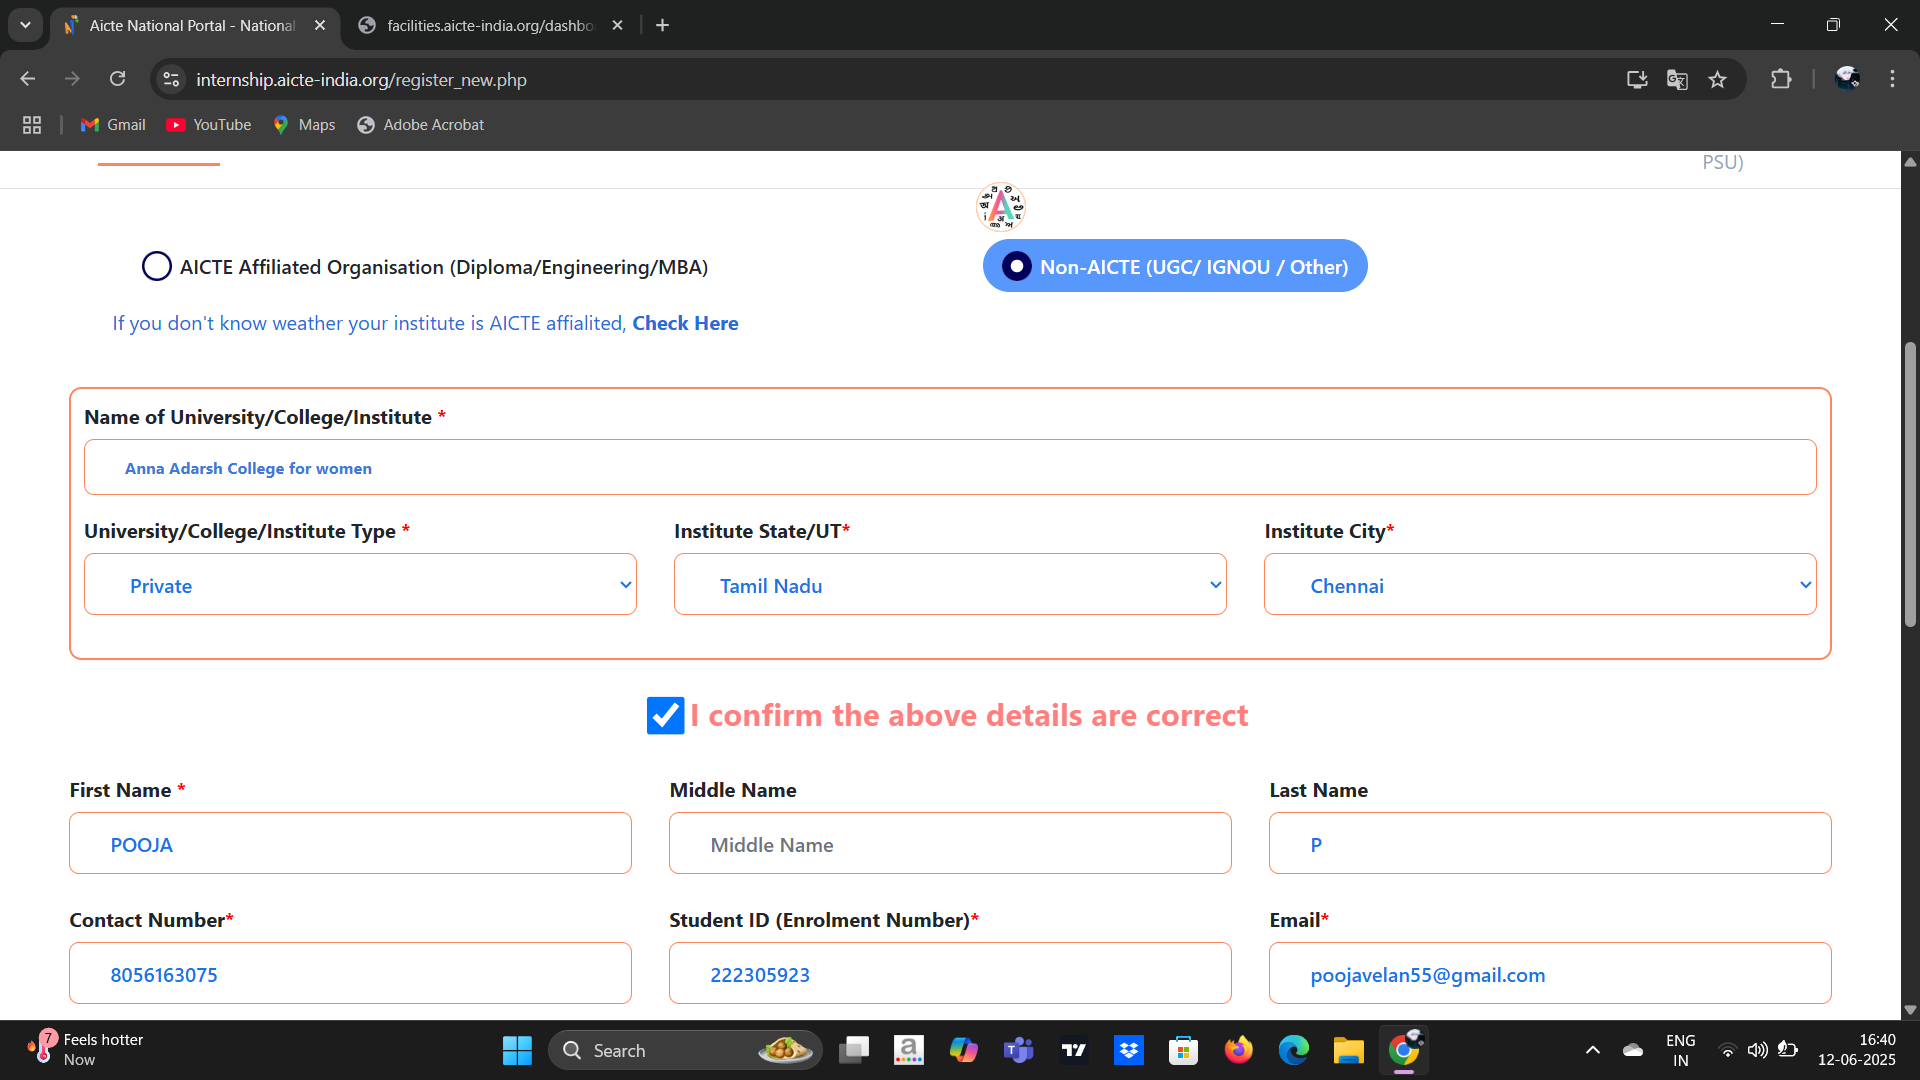 Aicte National Portal - National
facilities.aicte-india.org/dashbo
internship.aicte-india.org/register_new.php
Gmail
YouTube
Maps
Adobe Acrobat
PSU)
AICTE Affiliated Organisation (Diploma/Engineering/MBA)
Non-AICTE (UGC/ IGNOU / Other)
If you don't know weather your institute is AICTE affialited, Check Here
Name of University/College/Institute *
Anna Adarsh College for women
University/College/Institute Type *
Institute State/UT*
Institute City*
Private
Tamil Nadu
Chennai
I confirm the above details are correct
First Name *
Middle Name
Last Name
POOJA
Middle Name
P
Contact Number*
Student ID (Enrolment Number)*
Email*
8056163075
222305923
poojavelan55@gmail.com
7
Feels hotter
Now
Search
ENG
IN
16:40
12-06-2025